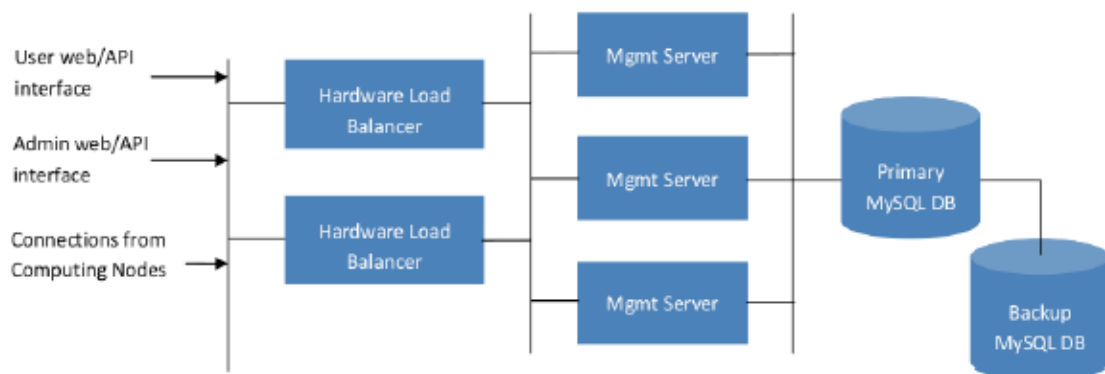 User web/API
interface
Admin web/API
interface
Connections from
Computing Nodes
Hardware Load
Balancer
Hardware Load
Balancer
Mgmt Server
Mgmt Server
Mgmt Server
Primary
MySQL DB
Backup
MySQL DB